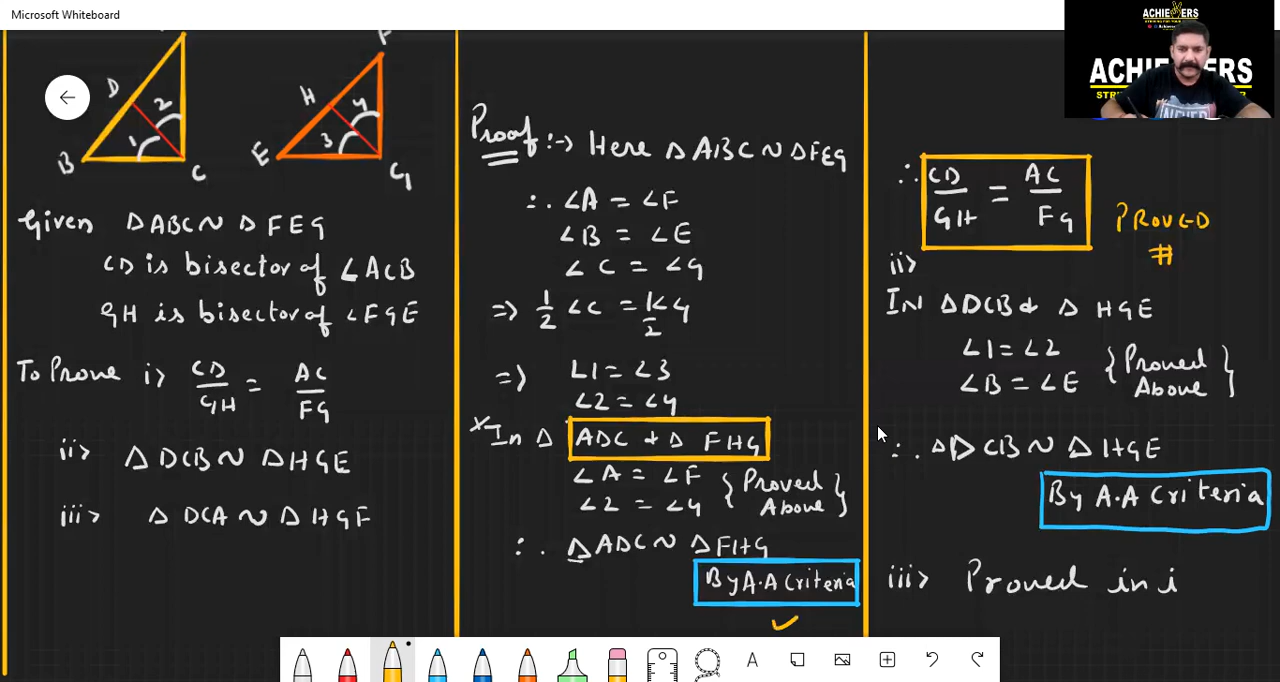 Microsoft Whiteboard
ACHIEVERS
ACHIEVERS
D
2
1
B
C
F
H
4
3
E
G
Given ΔABC ~ ΔFEG
CD is bisector of ∠ACB
GH is bisector of ∠FGE
To Prove i> CD/GH = AC/FG
ii> ΔDCB ~ ΔHGE
iii> ΔDCA ~ ΔHGF
Proof :-> Here ΔABC ~ ΔFEG
∴ ∠A = ∠F
∠B = ∠E
∠C = ∠G
=> 1/2 ∠C = 1/2 ∠G
=> ∠1 = ∠3
∠2 = ∠4
* In Δ ADC & Δ FHG
∠A = ∠F
∠2 = ∠4 { Proved Above }
∴ ΔADC ~ ΔFHG
By A.A Criteria
∴ CD/GH = AC/FG
PROVED
#
ii>
IN ΔDCB & Δ HGE
∠1 = ∠2
∠B = ∠E { Proved Above }
∴ ΔDCB ~ ΔHGE
By A.A Criteria
iii> Proved in i
A